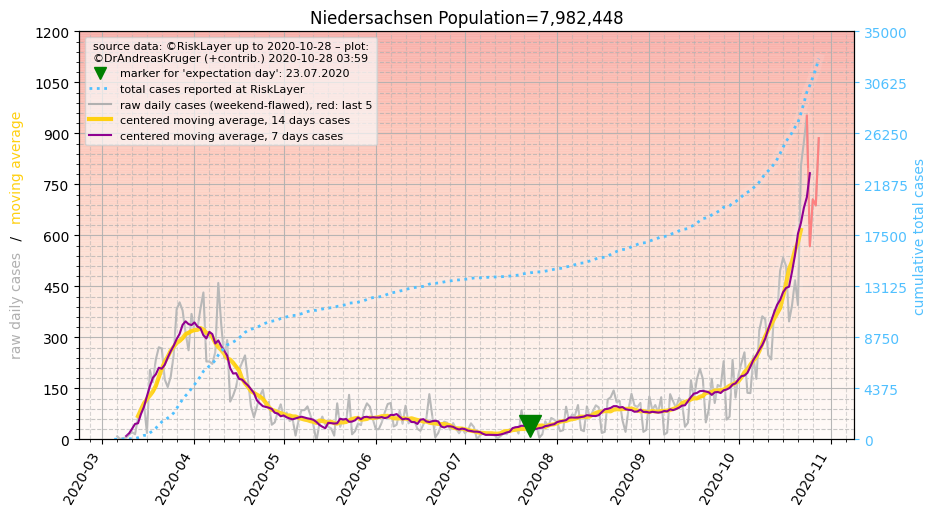 Niedersachsen Population=7,982,448
source data: ©RiskLayer up to 2020-10-28 – plot:
©DrAndreasKruger (+contrib.) 2020-10-28 03:59
marker for 'expectation day': 23.07.2020
total cases reported at RiskLayer
raw daily cases (weekend-flawed), red: last 5
centered moving average, 14 days cases
centered moving average, 7 days cases
raw daily cases / moving average
1200
1050
900
750
600
450
300
150
0
35000
30625
26250
21875
17500
13125
8750
4375
0
cumulative total cases
2020-03
2020-04
2020-05
2020-06
2020-07
2020-08
2020-09
2020-10
2020-11